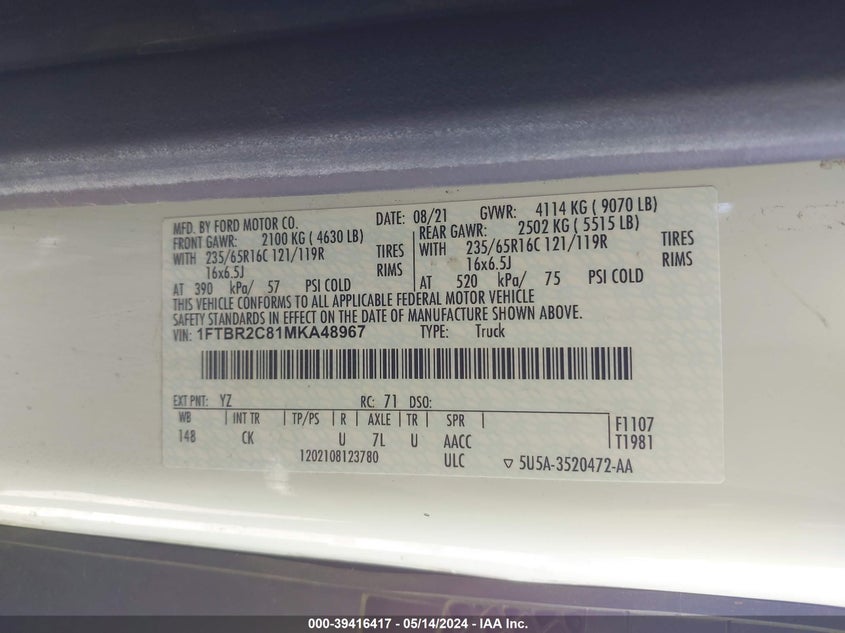 MFD. BY FORD MOTOR CO. DATE: 08/21 GVWR: 4114 KG ( 9070 LB)
FRONT GAWR: 2100 KG ( 4630 LB) REAR GAWR: 2502 KG ( 5515 LB)
WITH 235/65R16C 121/119R TIRES WITH 235/65R16C 121/119R TIRES
16x6.5J RIMS 16x6.5J RIMS
AT 390 kPa/ 57 PSI COLD AT 520 kPa/ 75 PSI COLD
THIS VEHICLE CONFORMS TO ALL APPLICABLE FEDERAL MOTOR VEHICLE
SAFETY STANDARDS IN EFFECT ON THE DATE OF MANUFACTURE SHOWN ABOVE.
VIN: 1FTBR2C81MKA48967 TYPE: Truck
EXT PNT: YZ RC: 71 DSO:
WB INT TR TP/PS R AXLE TR SPR F1107
148 CK U 7L U AACC T1981
1202108123780 ULC ▽ 5U5A-3520472-AA
000-39416417 - 05/14/2024 - IAA Inc.